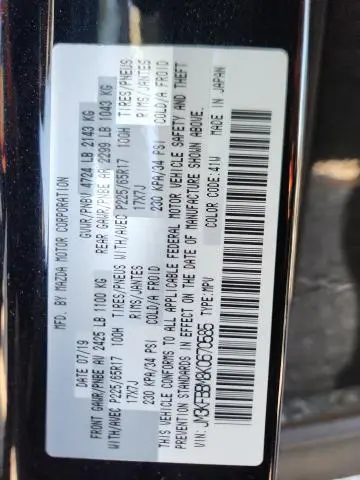 MFD. BY MAZDA MOTOR CORPORATION
DATE 07/19 GVWR/PNBV 4724 LB 2143 KG
FRONT GAWR/PNBE AV 2425 LB 1100 KG REAR GAWR/PNBE AR 2299 LB 1043 KG
WITH/AVEC P225/65R17 100H TIRES/PNEUS WITH/AVEC P225/65R17 100H TIRES/PNEUS
17X7J RIMS/JANTES 17X7J RIMS/JANTES
230 KPA/34 PSI COLD/A FROID 230 KPA/34 PSI COLD/A FROID
THIS VEHICLE CONFORMS TO ALL APPLICABLE FEDERAL MOTOR VEHICLE SAFETY AND THEFT
PREVENTION STANDARDS IN EFFECT ON THE DATE OF MANUFACTURE SHOWN ABOVE.
JM3KFBBM8K0670585 TYPE:MPV COLOR CODE:41W MADE IN JAPAN